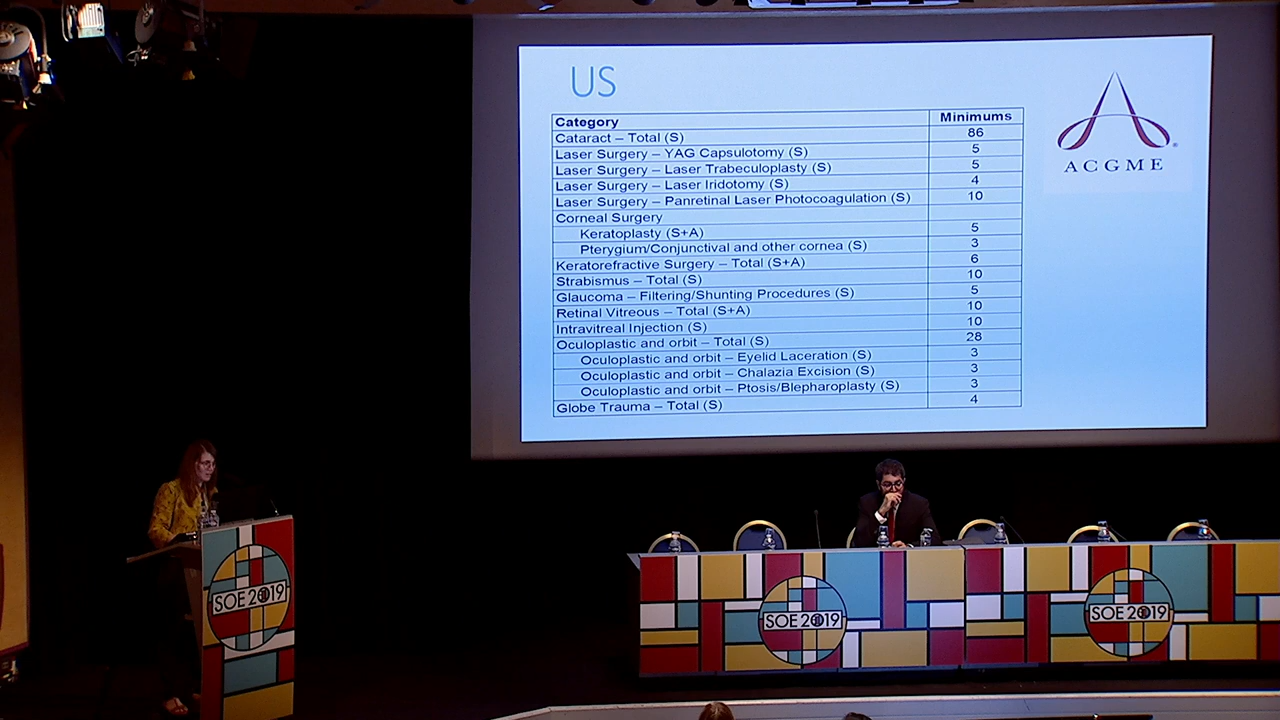 US
Category Minimums
Cataract – Total (S) 86
Laser Surgery – YAG Capsulotomy (S) 5
Laser Surgery – Laser Trabeculoplasty (S) 5
Laser Surgery – Laser Iridotomy (S) 4
Laser Surgery – Panretinal Laser Photocoagulation (S) 10
Corneal Surgery
Keratoplasty (S+A) 5
Pterygium/Conjunctival and other cornea (S) 3
Keratorefractive Surgery – Total (S+A) 6
Strabismus – Total (S) 10
Glaucoma – Filtering/Shunting Procedures (S) 5
Retinal Vitreous – Total (S+A) 10
Intravitreal Injection (S) 10
Oculoplastic and orbit – Total (S) 28
Oculoplastic and orbit – Eyelid Laceration (S) 3
Oculoplastic and orbit – Chalazia Excision (S) 3
Oculoplastic and orbit – Ptosis/Blepharoplasty (S) 3
Globe Trauma – Total (S) 4
ACGME
SOE 2019
SOE 2019
SOE 2019